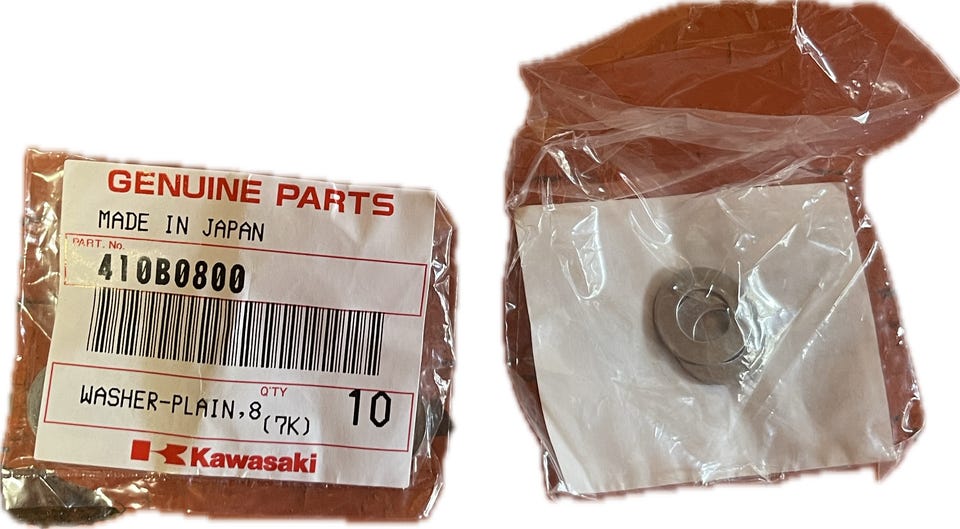 GENUINE PARTS
MADE IN JAPAN
PART. No.
410B0800
Q'TY
WASHER-PLAIN,8 10
(7K)
Kawasaki